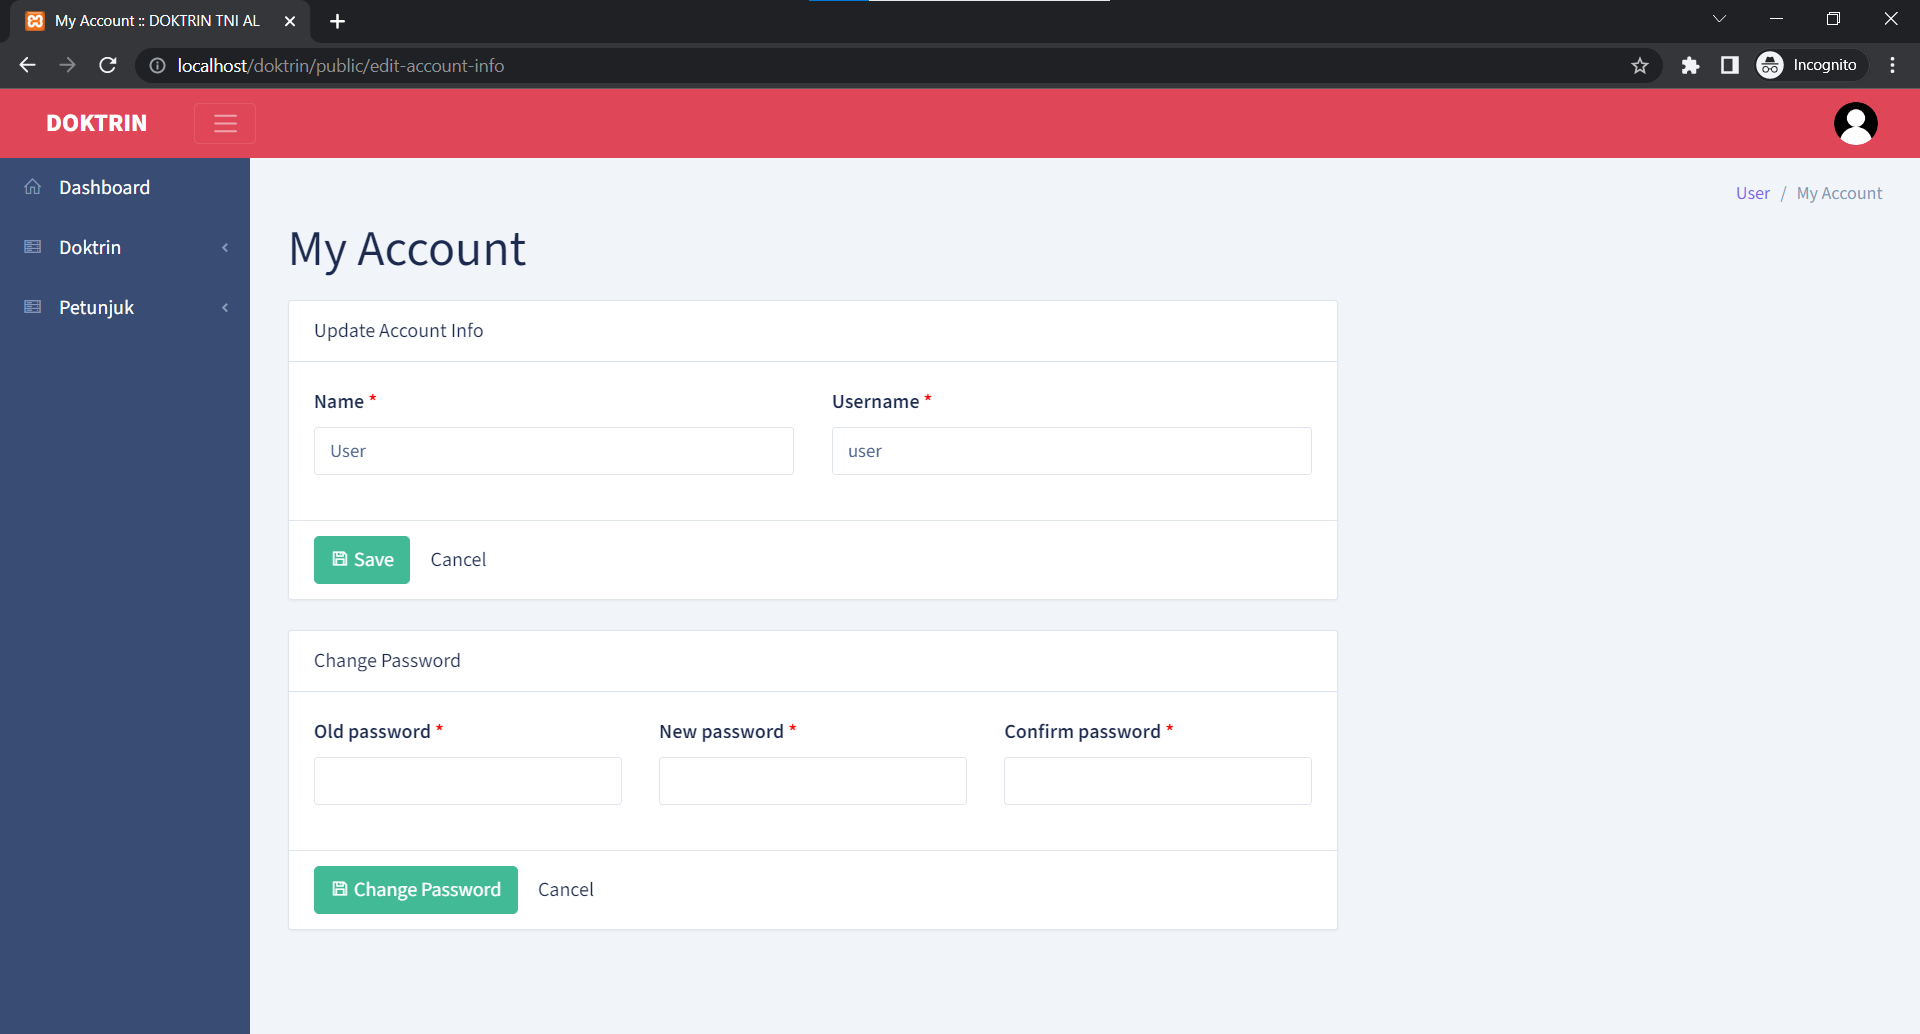 My Account :: DOKTRIN TNI AL
localhost/doktrin/public/edit-account-info
Incognito
DOKTRIN
Dashboard
Doktrin
Petunjuk
User / My Account
My Account
Update Account Info
Name * Username *
User user
Save Cancel
Change Password
Old password * New password * Confirm password *
Change Password Cancel